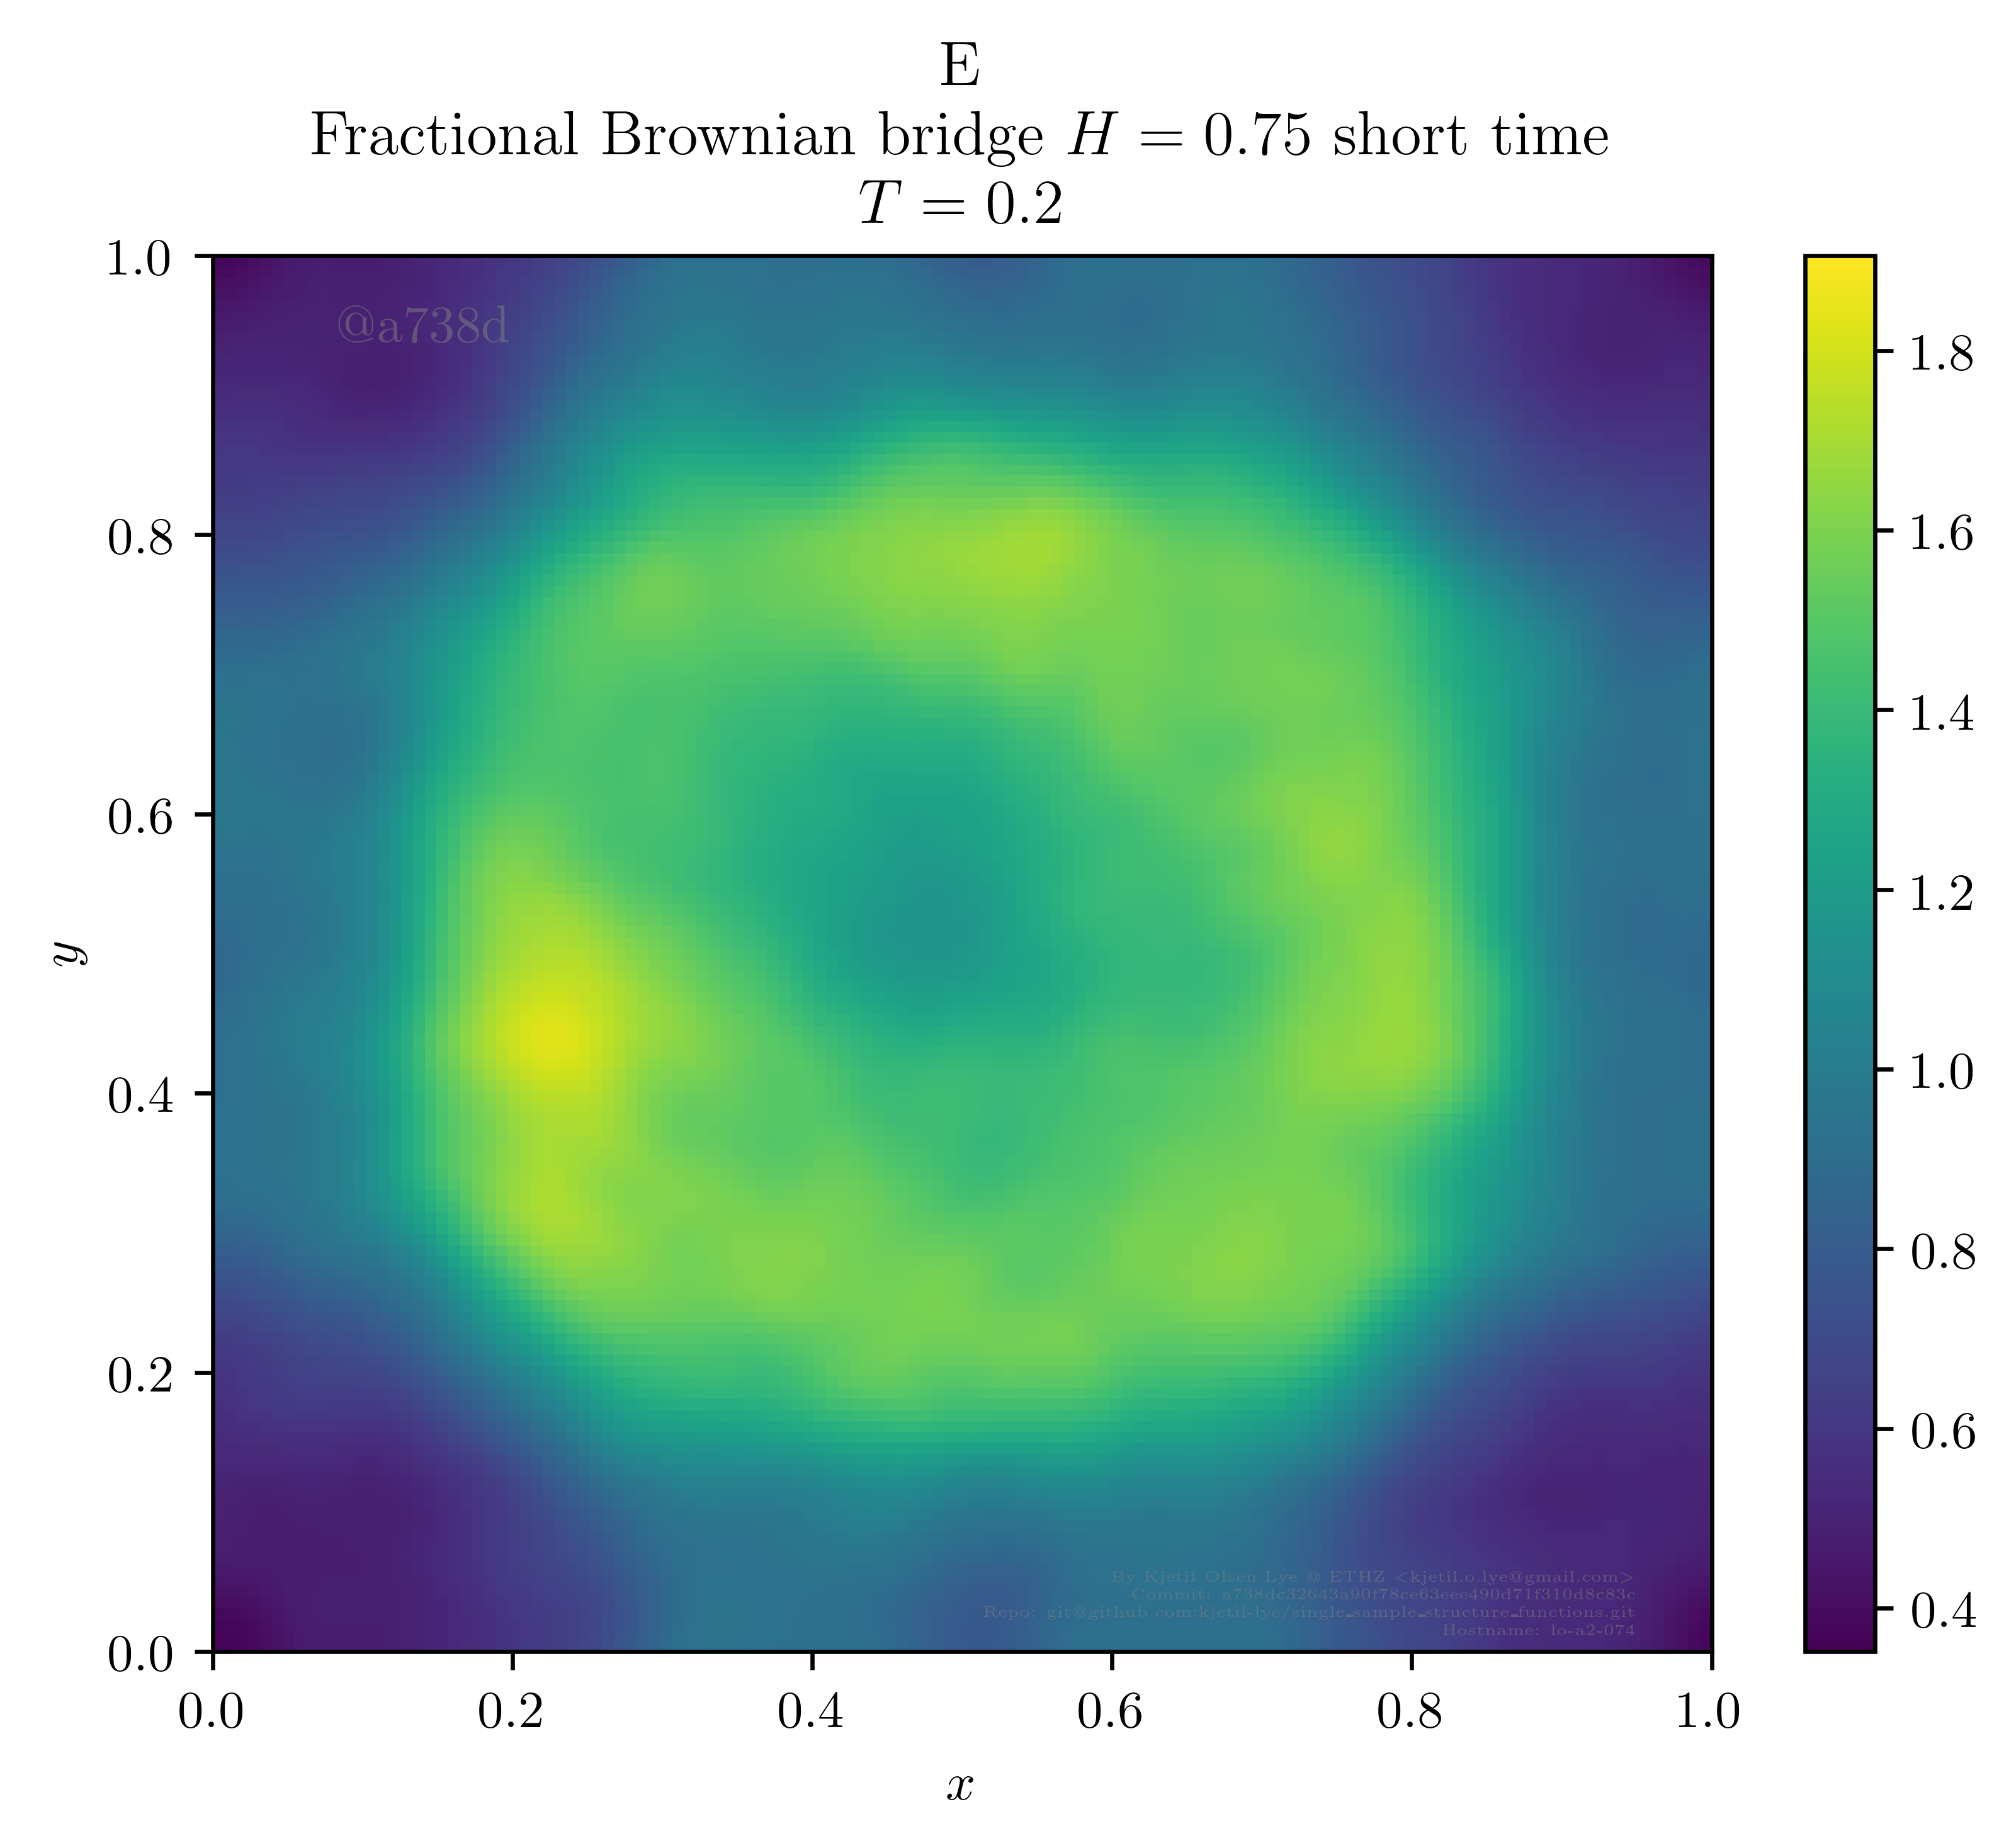 E
Fractional Brownian bridge H = 0.75 short time
T = 0.2
1.0
0.8
0.6
0.4
0.2
0.0
y
@a738d
By Kjetil Olsen Lye @ ETHZ <kjetil.o.lye@gmail.com>
Commit: a738dc32643a90f78ce63eee490d71f310d8c83c
Repo: git@github.com:kjetil-lye/single_sample_structure_functions.git
Hostname: lo-a2-074
0.0 0.2 0.4 0.6 0.8 1.0
x
1.8
1.6
1.4
1.2
1.0
0.8
0.6
0.4